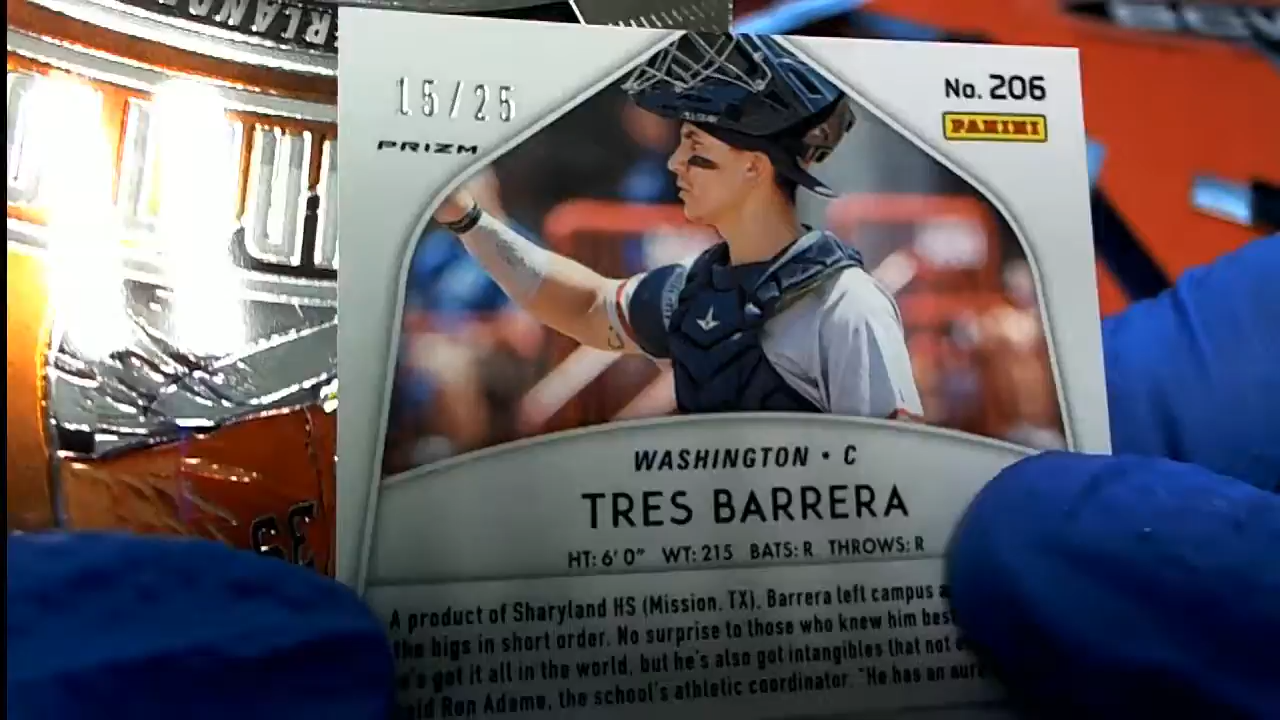 15/25
PRIZM
No. 206
PANINI
WASHINGTON • C
TRES BARRERA
HT: 6' 0" WT: 215 BATS: R THROWS: R
A product of Sharyland HS (Mission, TX), Barrera left campus
the bigs in short order. No surprise to those who knew him best
he's got it all in the world, but he's also got intangibles that not
Ron Adame, the school's athletic coordinator. "He has an
39